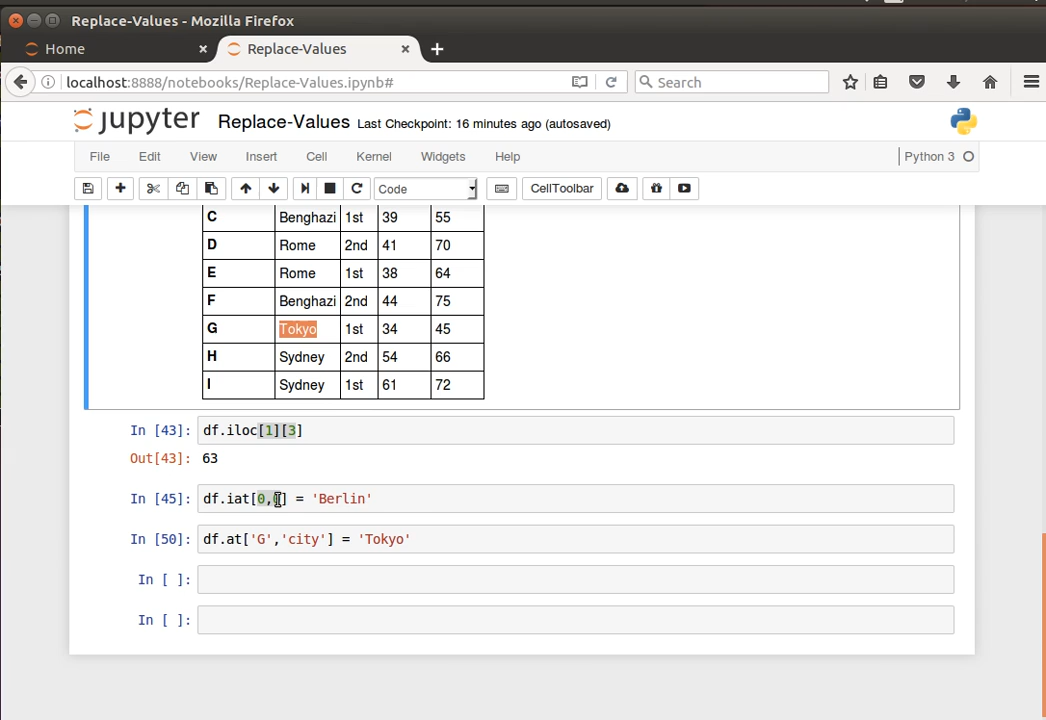 Replace-Values - Mozilla Firefox
Home
Replace-Values
localhost:8888/notebooks/Replace-Values.ipynb#
Search
jupyter Replace-Values Last Checkpoint: 16 minutes ago (autosaved)
File Edit View Insert Cell Kernel Widgets Help Python 3
Code CellToolbar
C Benghazi 1st 39 55
D Rome 2nd 41 70
E Rome 1st 38 64
F Benghazi 2nd 44 75
G Tokyo 1st 34 45
H Sydney 2nd 54 66
I Sydney 1st 61 72
In [43]: df.iloc[1][3]
Out[43]: 63
In [45]: df.iat[0,0] = 'Berlin'
In [50]: df.at['G','city'] = 'Tokyo'
In [ ]:
In [ ]: